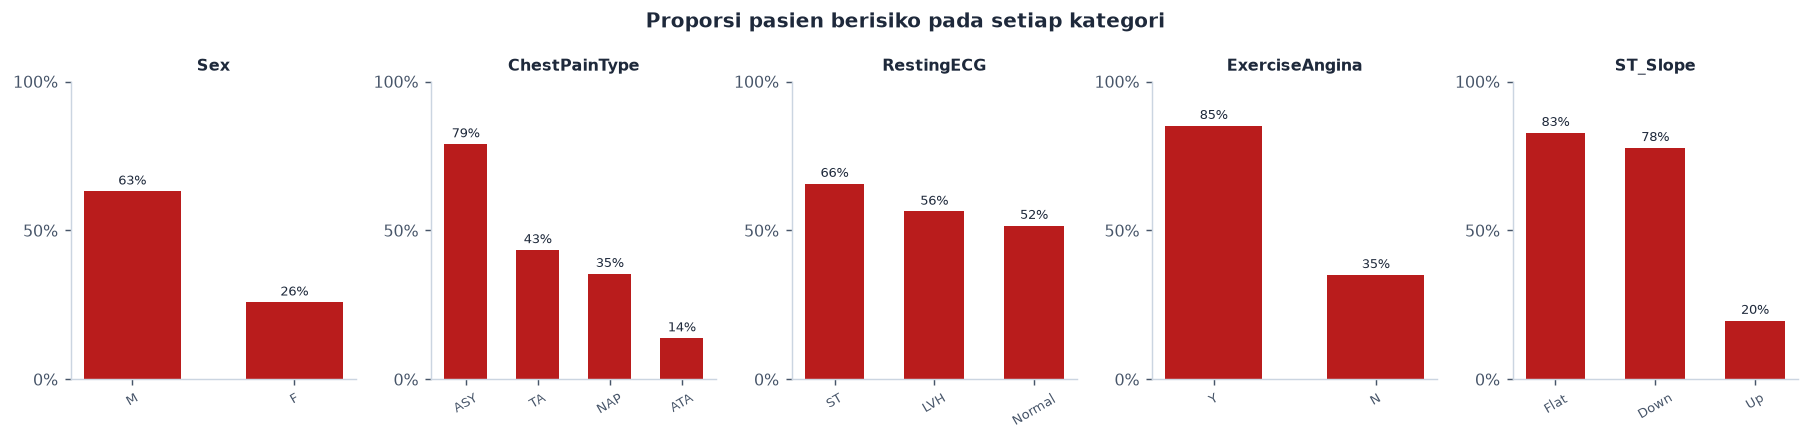 Proporsi pasien berisiko pada setiap kategori
Sex
100%
50%
0%
63%
26%
M
F
ChestPainType
100%
50%
0%
79%
43%
35%
14%
ASY
TA
NAP
ATA
RestingECG
100%
50%
0%
66%
56%
52%
ST
LVH
Normal
ExerciseAngina
100%
50%
0%
85%
35%
Y
N
ST_Slope
100%
50%
0%
83%
78%
20%
Flat
Down
Up